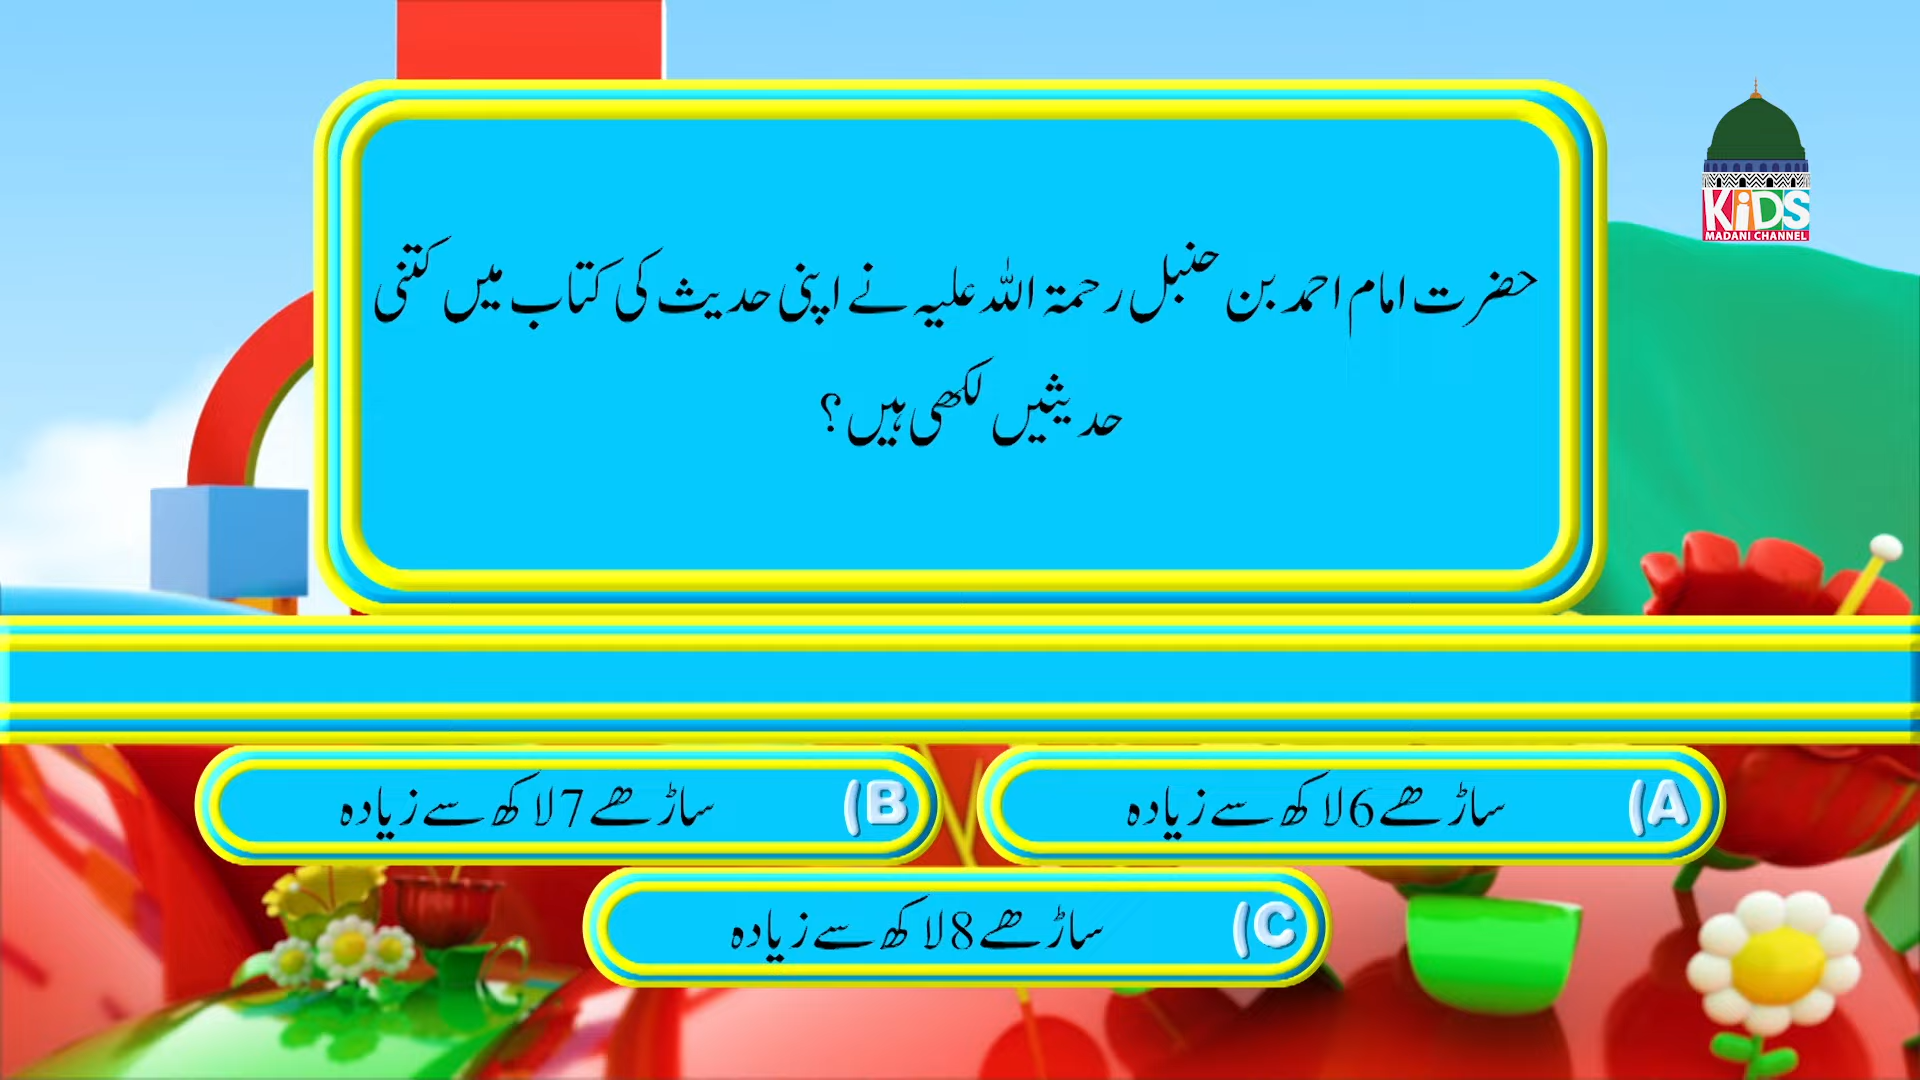 حضرت امام احمد بن حنبل رحمۃ اللہ علیہ نے اپنی حدیث کی کتاب میں کتنی
حدیثیں لکھی ہیں؟
A) ساڑھے 6 لاکھ سے زیادہ
B) ساڑھے 7 لاکھ سے زیادہ
C) ساڑھے 8 لاکھ سے زیادہ
KiDS
MADANI CHANNEL